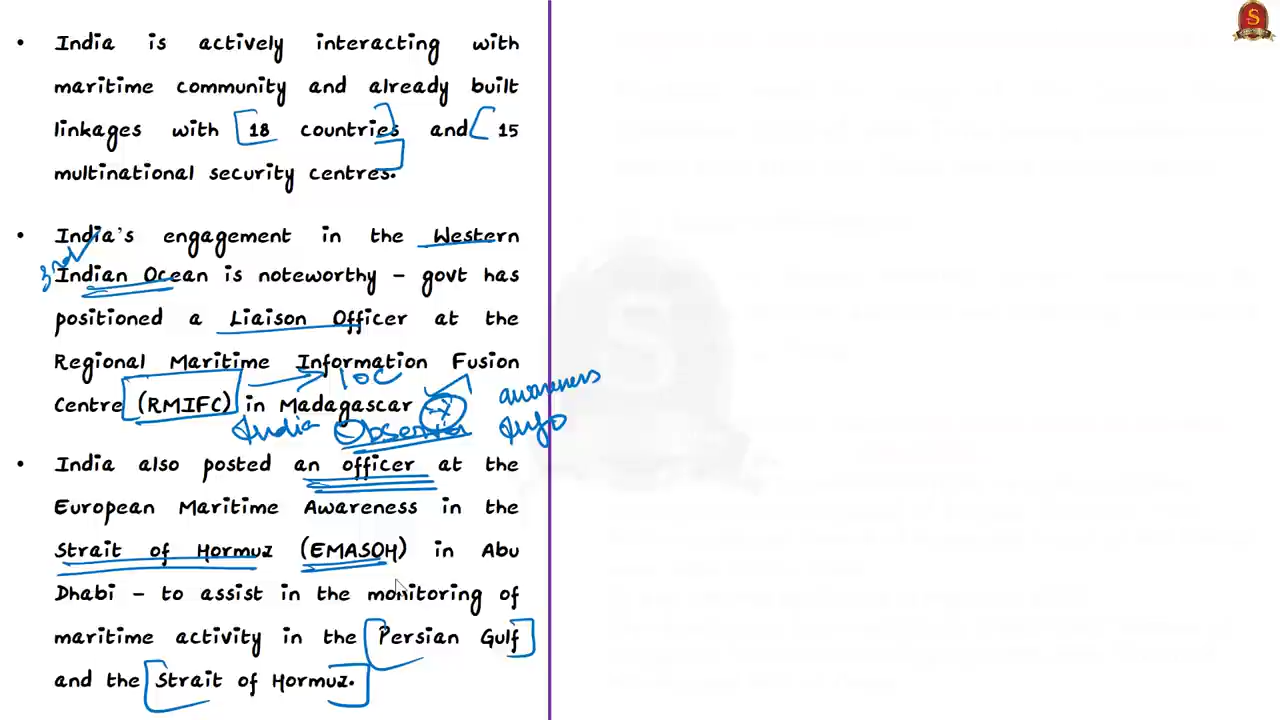 • India is actively interacting with
maritime community and already built
linkages with [18 countries] and [15
multinational security centres.
• India's engagement in the Western
3rd
Indian Ocean is noteworthy – govt has
positioned a Liaison Officer at the
Regional Maritime Information Fusion
IOC
awareness
Centre (RMIFC) in Madagascar
India Observer Info
• India also posted an officer at the
European Maritime Awareness in the
Strait of Hormuz (EMASOH) in Abu
Dhabi – to assist in the monitoring of
maritime activity in the [Persian Gulf]
and the [Strait of Hormuz.]
S
S